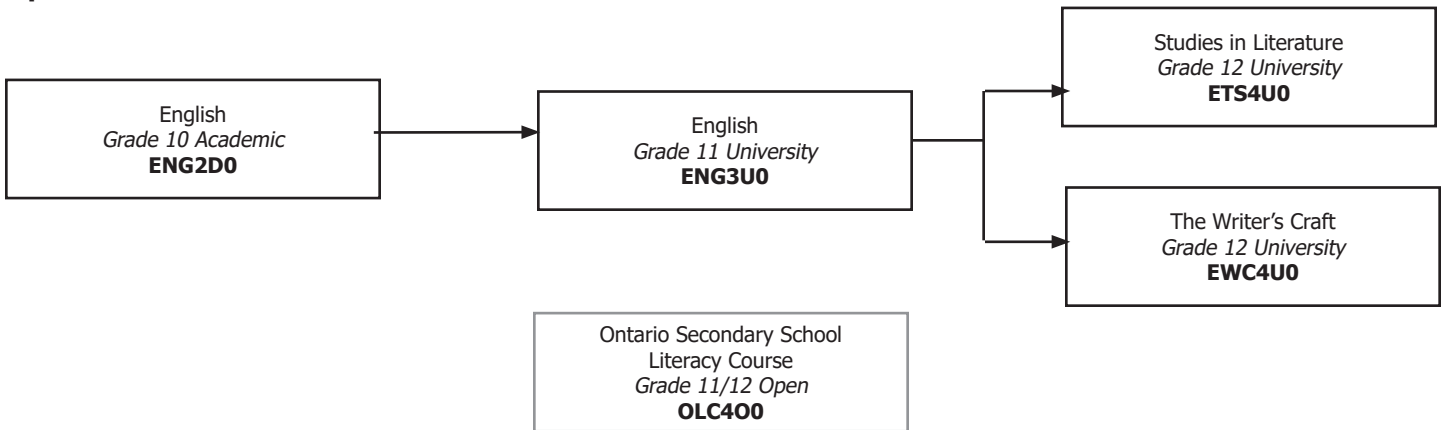 English
Grade 10 Academic
ENG2D0
English
Grade 11 University
ENG3U0
Studies in Literature
Grade 12 University
ETS4U0
The Writer’s Craft
Grade 12 University
EWC4U0
Ontario Secondary School
Literacy Course
Grade 11/12 Open
OLC4O0